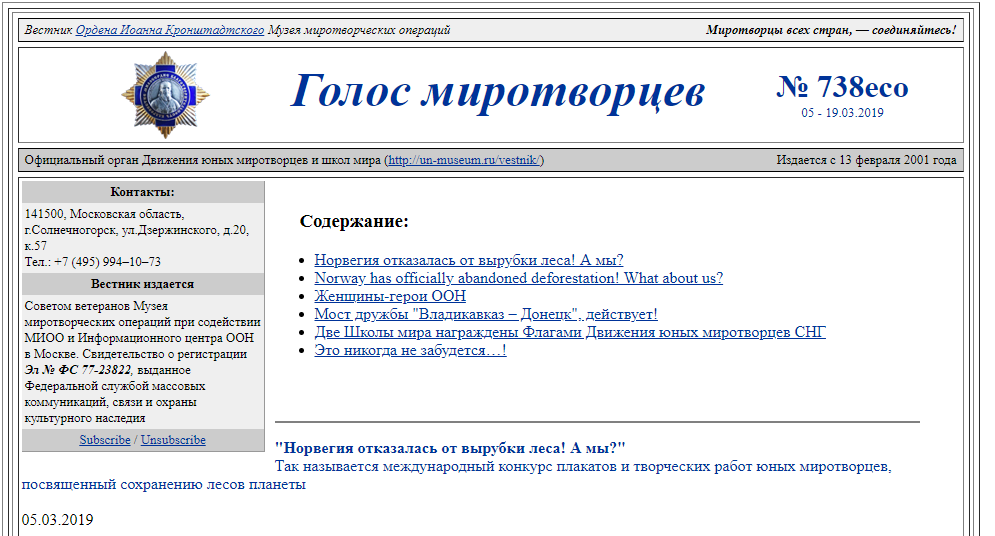 Вестник Ордена Иоанна Кронштадтского Музея миротворческих операций
Миротворцы всех стран, — соединяйтесь!
Голос миротворцев
№ 738eco
05 - 19.03.2019
Официальный орган Движения юных миротворцев и школ мира (http://un-museum.ru/vestnik/)
Издается с 13 февраля 2001 года
Контакты:
141500, Московская область,
г.Солнечногорск, ул.Дзержинского, д.20,
к.57
Тел.: +7 (495) 994–10–73
Вестник издается
Советом ветеранов Музея
миротворческих операций при содействии
МИОО и Информационного центра ООН
в Москве. Свидетельство о регистрации
Эл № ФС 77-23822, выданное
Федеральной службой массовых
коммуникаций, связи и охраны
культурного наследия
Subscribe / Unsubscribe
Содержание:
Норвегия отказалась от вырубки леса! А мы?
Norway has officially abandoned deforestation! What about us?
Женщины-герои ООН
Мост дружбы "Владикавказ – Донецк", действует!
Две Школы мира награждены Флагами Движения юных миротворцев СНГ
Это никогда не забудется…!
"Норвегия отказалась от вырубки леса! А мы?"
Так называется международный конкурс плакатов и творческих работ юных миротворцев,
посвященный сохранению лесов планеты
05.03.2019